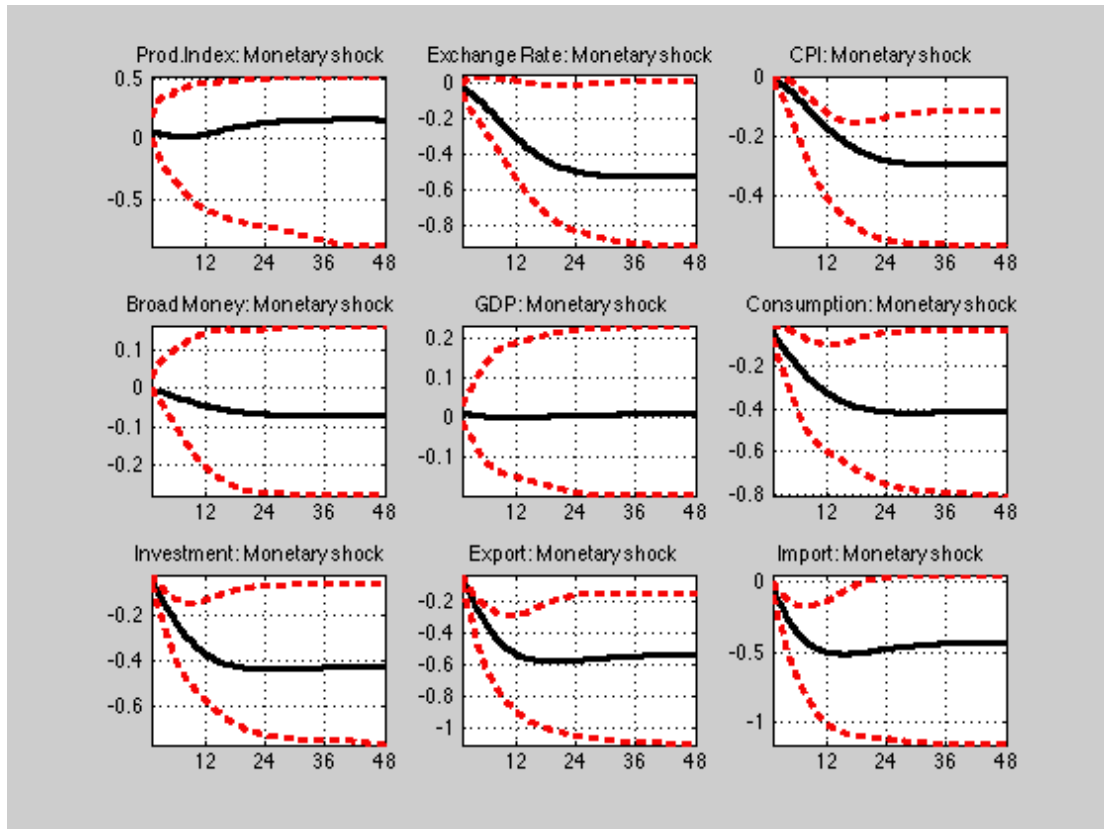 Prod.Index: Monetary shock
0.5
0
-0.5
12 24 36 48
Exchange Rate: Monetary shock
0
-0.2
-0.4
-0.6
-0.8
12 24 36 48
CPI: Monetary shock
0
-0.2
-0.4
12 24 36 48
Broad Money: Monetary shock
0.1
0
-0.1
-0.2
12 24 36 48
GDP: Monetary shock
0.2
0.1
0
-0.1
12 24 36 48
Consumption: Monetary shock
-0.2
-0.4
-0.6
-0.8
12 24 36 48
Investment: Monetary shock
-0.2
-0.4
-0.6
12 24 36 48
Export: Monetary shock
-0.2
-0.4
-0.6
-0.8
-1
12 24 36 48
Import: Monetary shock
0
-0.5
-1
12 24 36 48